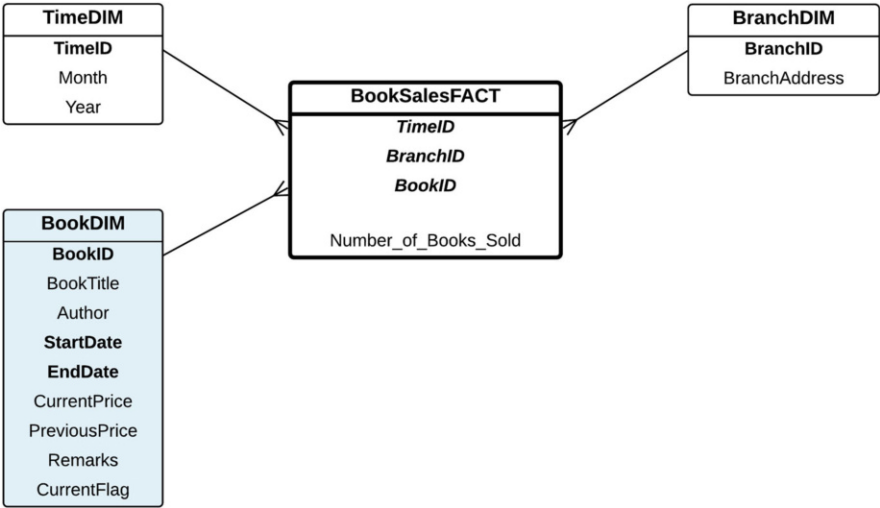 TimeDIM
TimeID
Month
Year
BranchDIM
BranchID
BranchAddress
BookSalesFACT
TimeID
BranchID
BookID
Number_of_Books_Sold
BookDIM
BookID
BookTitle
Author
StartDate
EndDate
CurrentPrice
PreviousPrice
Remarks
CurrentFlag